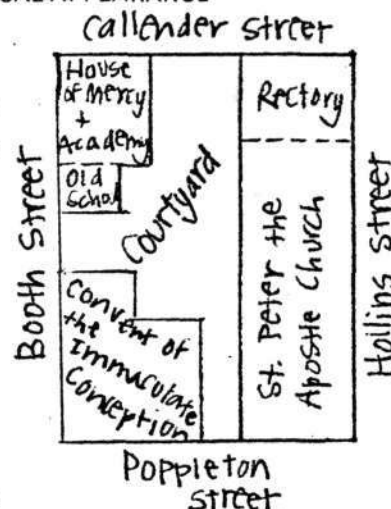 Callender street
House
of Mercy
+
Academy
Rectory
Old
School
Courtyard
Booth Street
St. Peter the
Apostle Church
Hollins street
Convent of
the
Immaculate
Conception
Poppleton
street